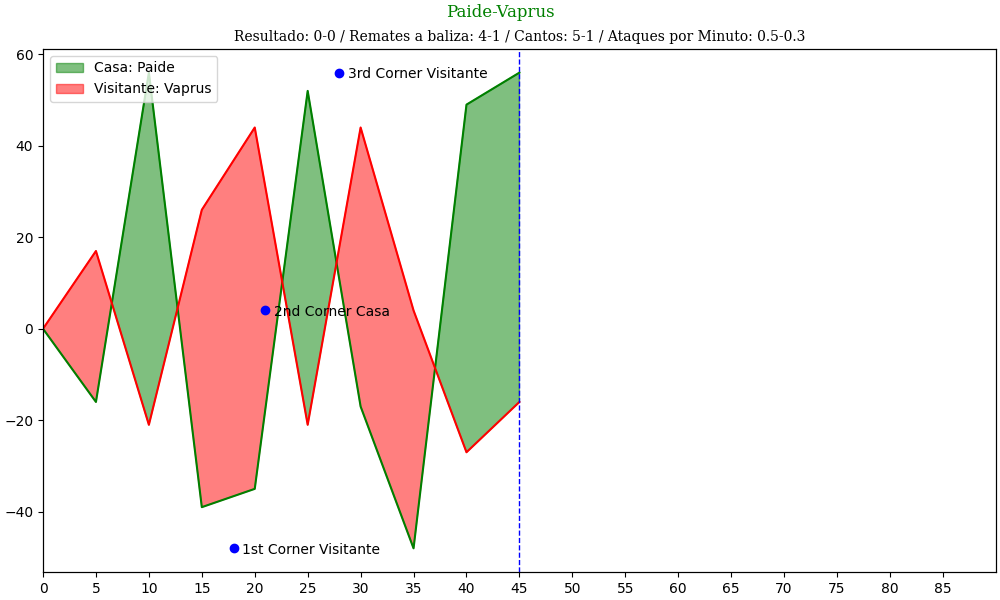 Paide-Vaprus
Resultado: 0-0 / Remates a baliza: 4-1 / Cantos: 5-1 / Ataques por Minuto: 0.5-0.3
Casa: Paide
Visitante: Vaprus
3rd Corner Visitante
2nd Corner Casa
1st Corner Visitante
60
40
20
0
−20
−40
0 5 10 15 20 25 30 35 40 45 50 55 60 65 70 75 80 85